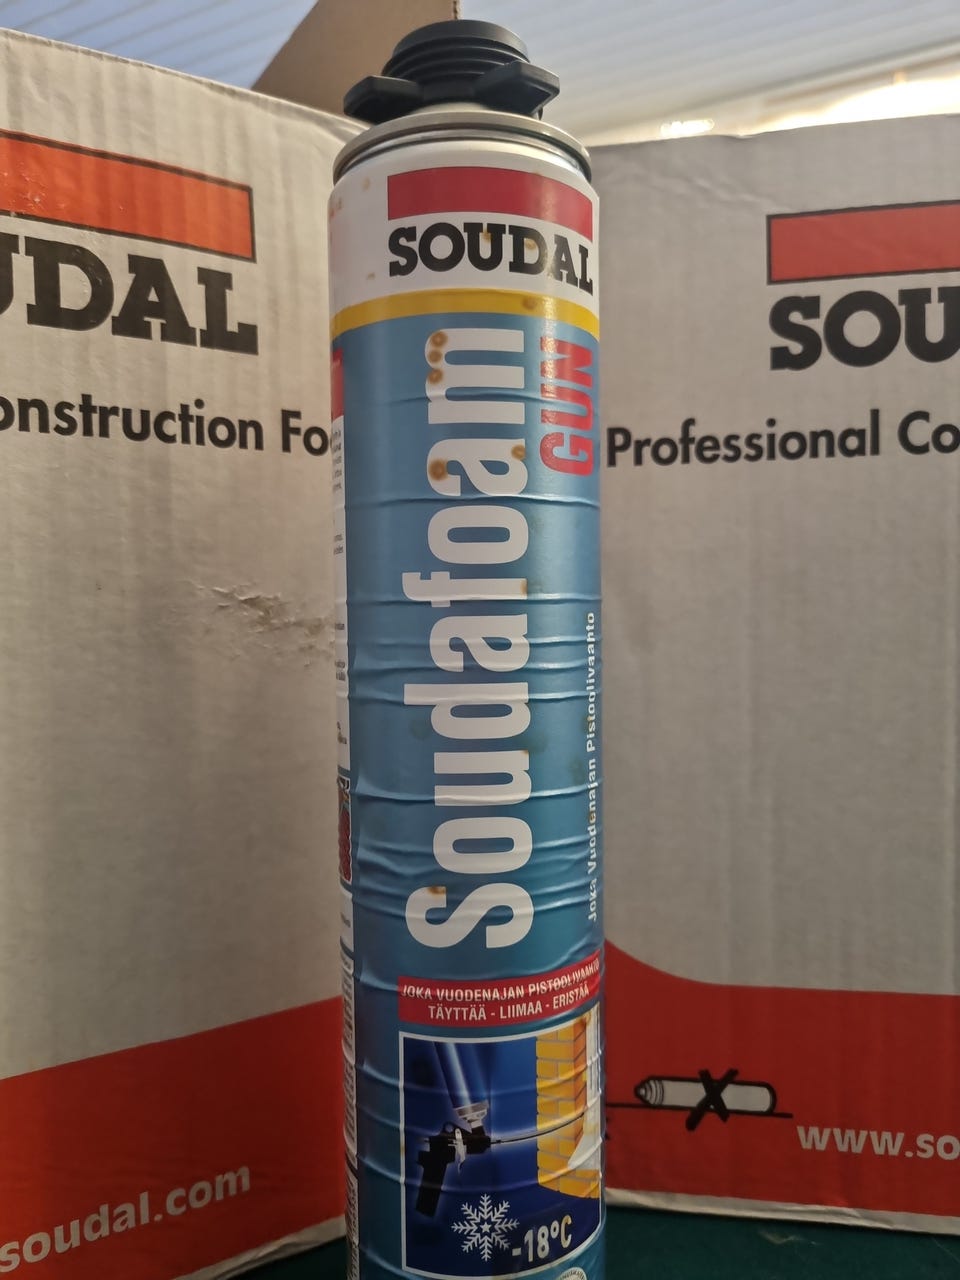 SOUDAL
Soudafoam
GUN
Joka Vuodenajan Pistoolivaahto
JOKA VUODENAJAN PISTOOLIVAAHTO
TÄYTTÄÄ - LIIMAA - ERISTÄÄ
-18°C
UDAL
onstruction Fo
soudal.com
SOU
Professional Co
www.so